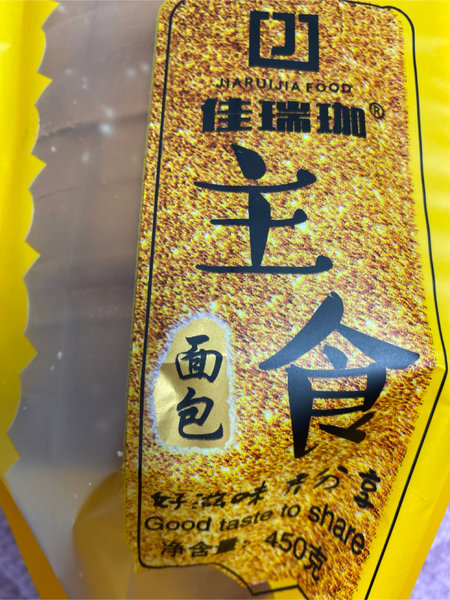 JIARUIJIA FOOD
佳瑞珈®
主食
面包
好滋味 共分享
Good taste to share
净含量：450克